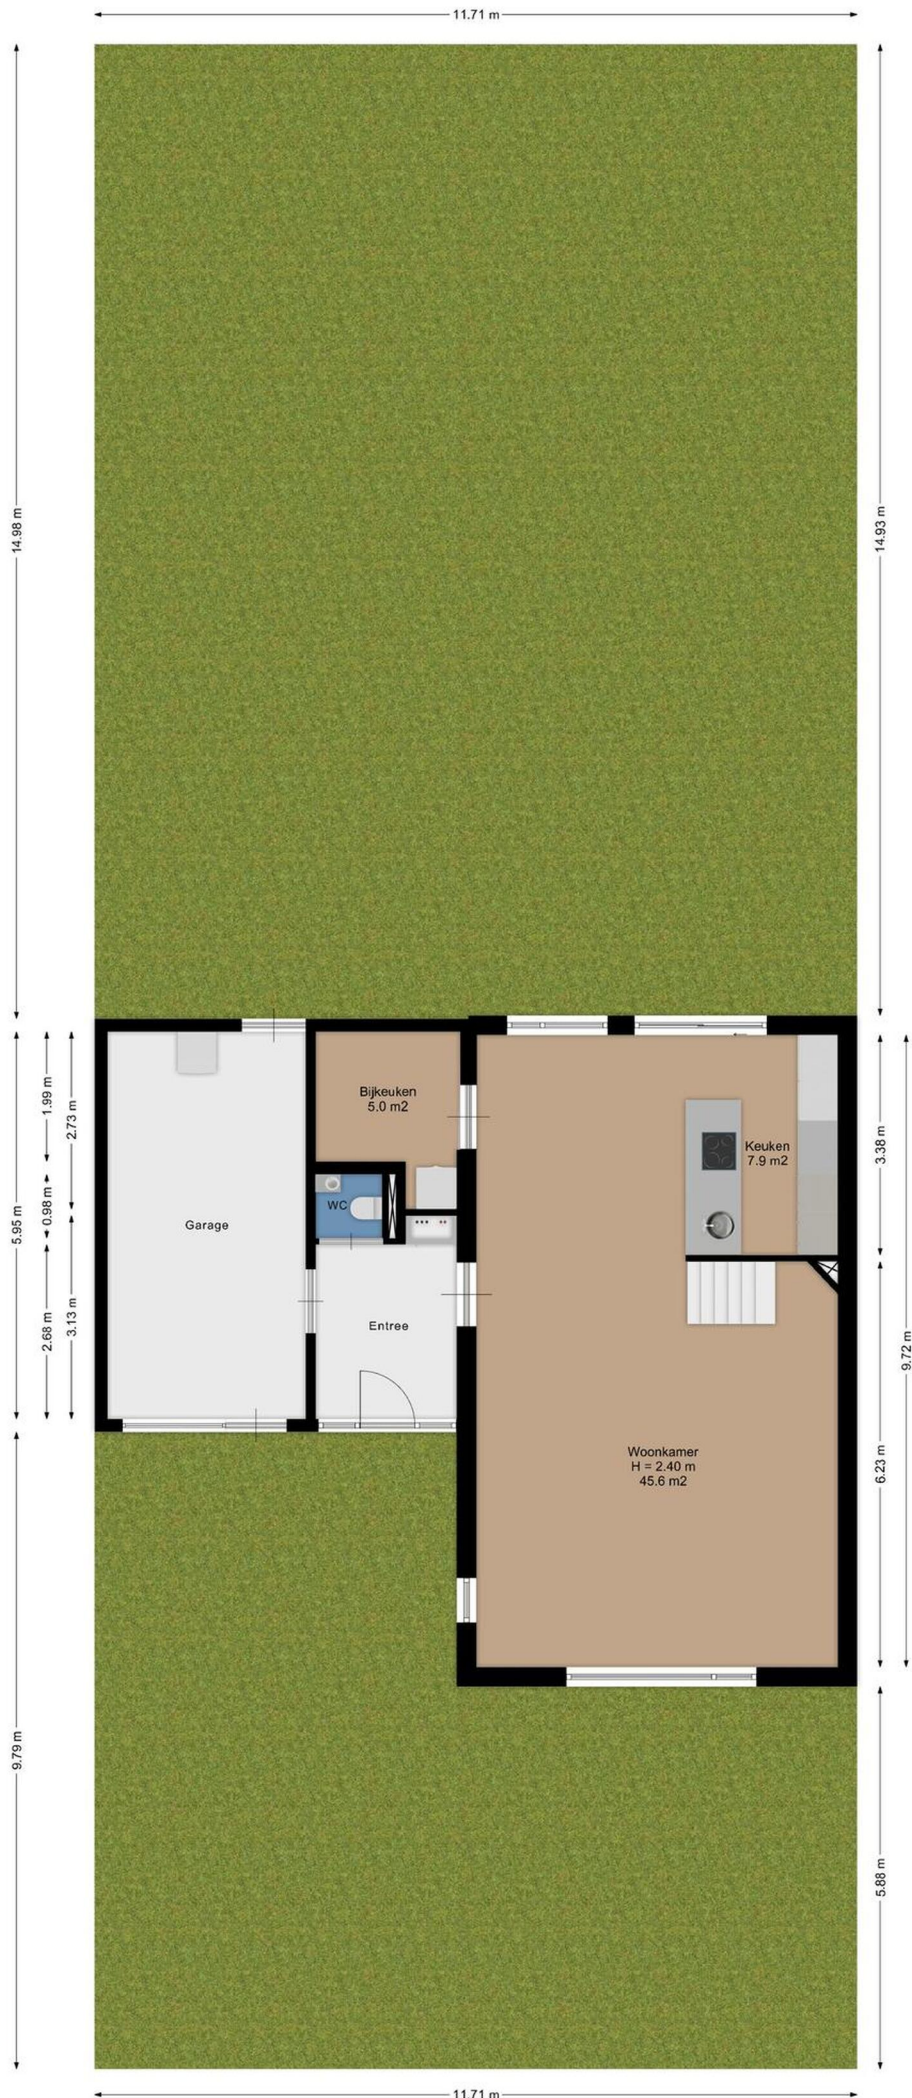 11.71 m
14.98 m
14.93 m
Bijkeuken
5.0 m2
Keuken
7.9 m2
WC
Garage
Entree
Woonkamer
H = 2.40 m
45.6 m2
5.95 m
1.99 m
0.98 m
2.68 m
2.73 m
3.13 m
3.38 m
6.23 m
9.72 m
9.79 m
5.88 m
11.71 m